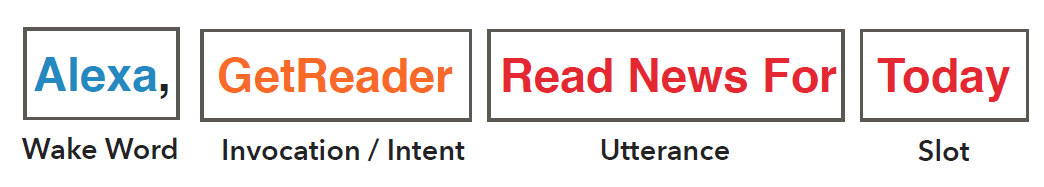 Alexa, GetReader Read News For Today
Wake Word Invocation / Intent Utterance Slot